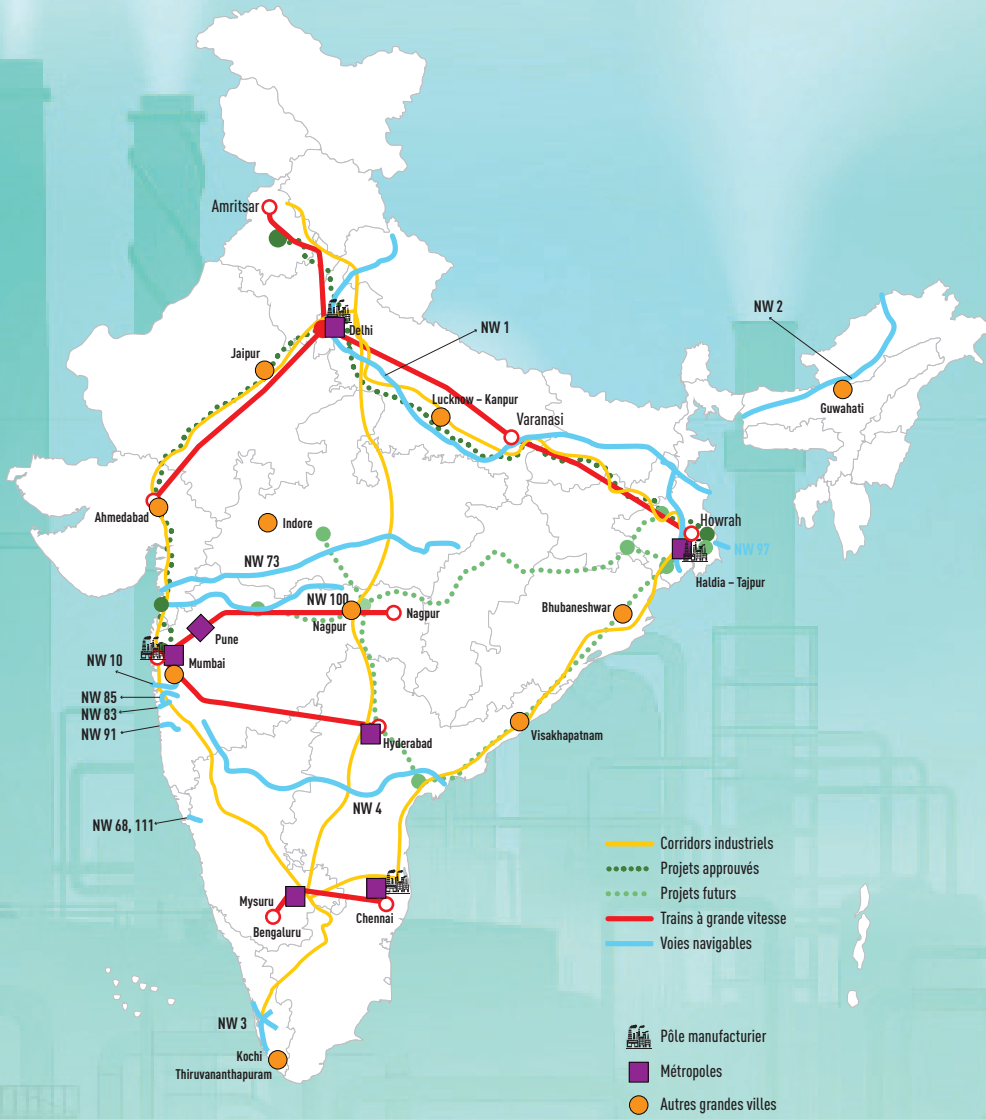 Amritsar
NW 2
NW 1
Delhi
Jaipur
Lucknow – Kanpur
Guwahati
Varanasi
Ahmedabad
Howrah
Indore
NW 97
NW 73
Haldia – Tajpur
NW 100
Bhubaneshwar
Nagpur
Nagpur
Pune
NW 10
Mumbai
NW 85
NW 83
NW 91
Visakhapatnam
Hyderabad
NW 4
NW 68, 111
Corridors industriels
Projets approuvés
Projets futurs
Mysuru
Chennai
Trains à grande vitesse
Bengaluru
Voies navigables
NW 3
Pôle manufacturier
Kochi
Thiruvananthapuram
Métropoles
Autres grandes villes